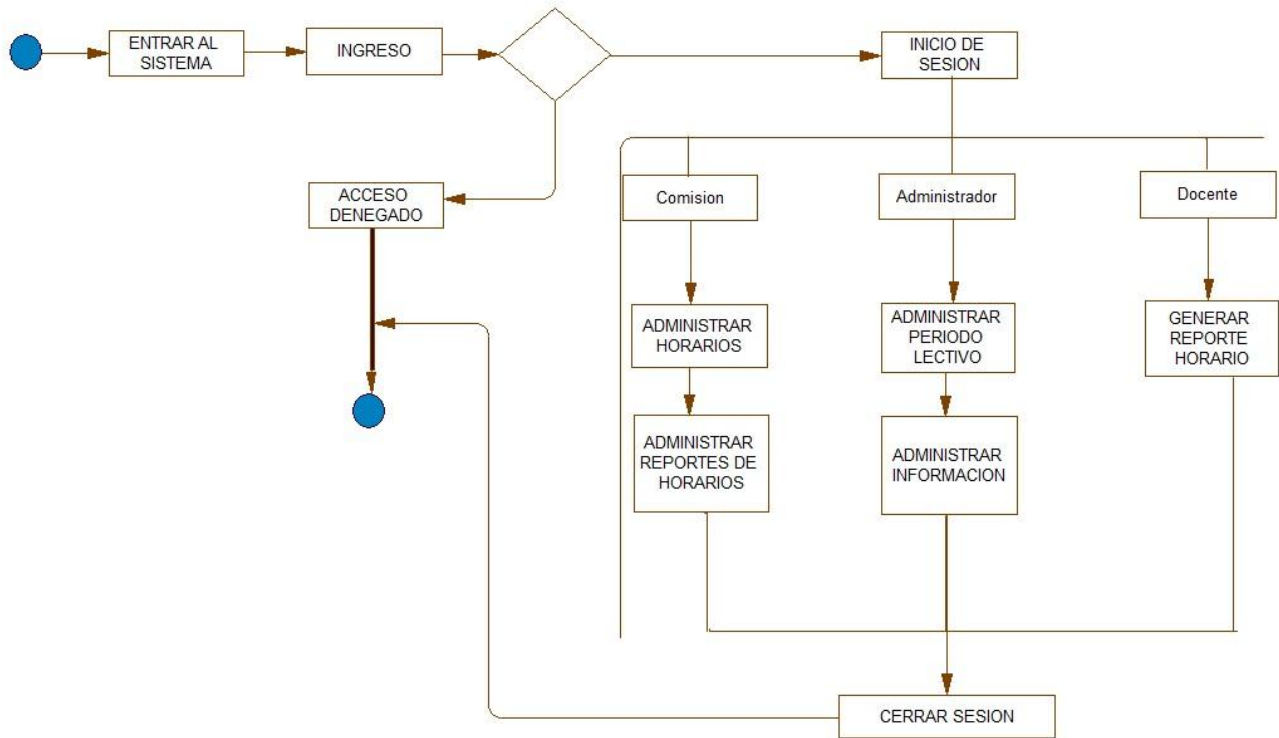 ENTRAR AL
SISTEMA
INGRESO
INICIO DE
SESION
ACCESO
DENEGADO
Comision
Administrador
Docente
ADMINISTRAR
HORARIOS
ADMINISTRAR
PERIODO
LECTIVO
GENERAR
REPORTE
HORARIO
ADMINISTRAR
REPORTES DE
HORARIOS
ADMINISTRAR
INFORMACION
CERRAR SESION